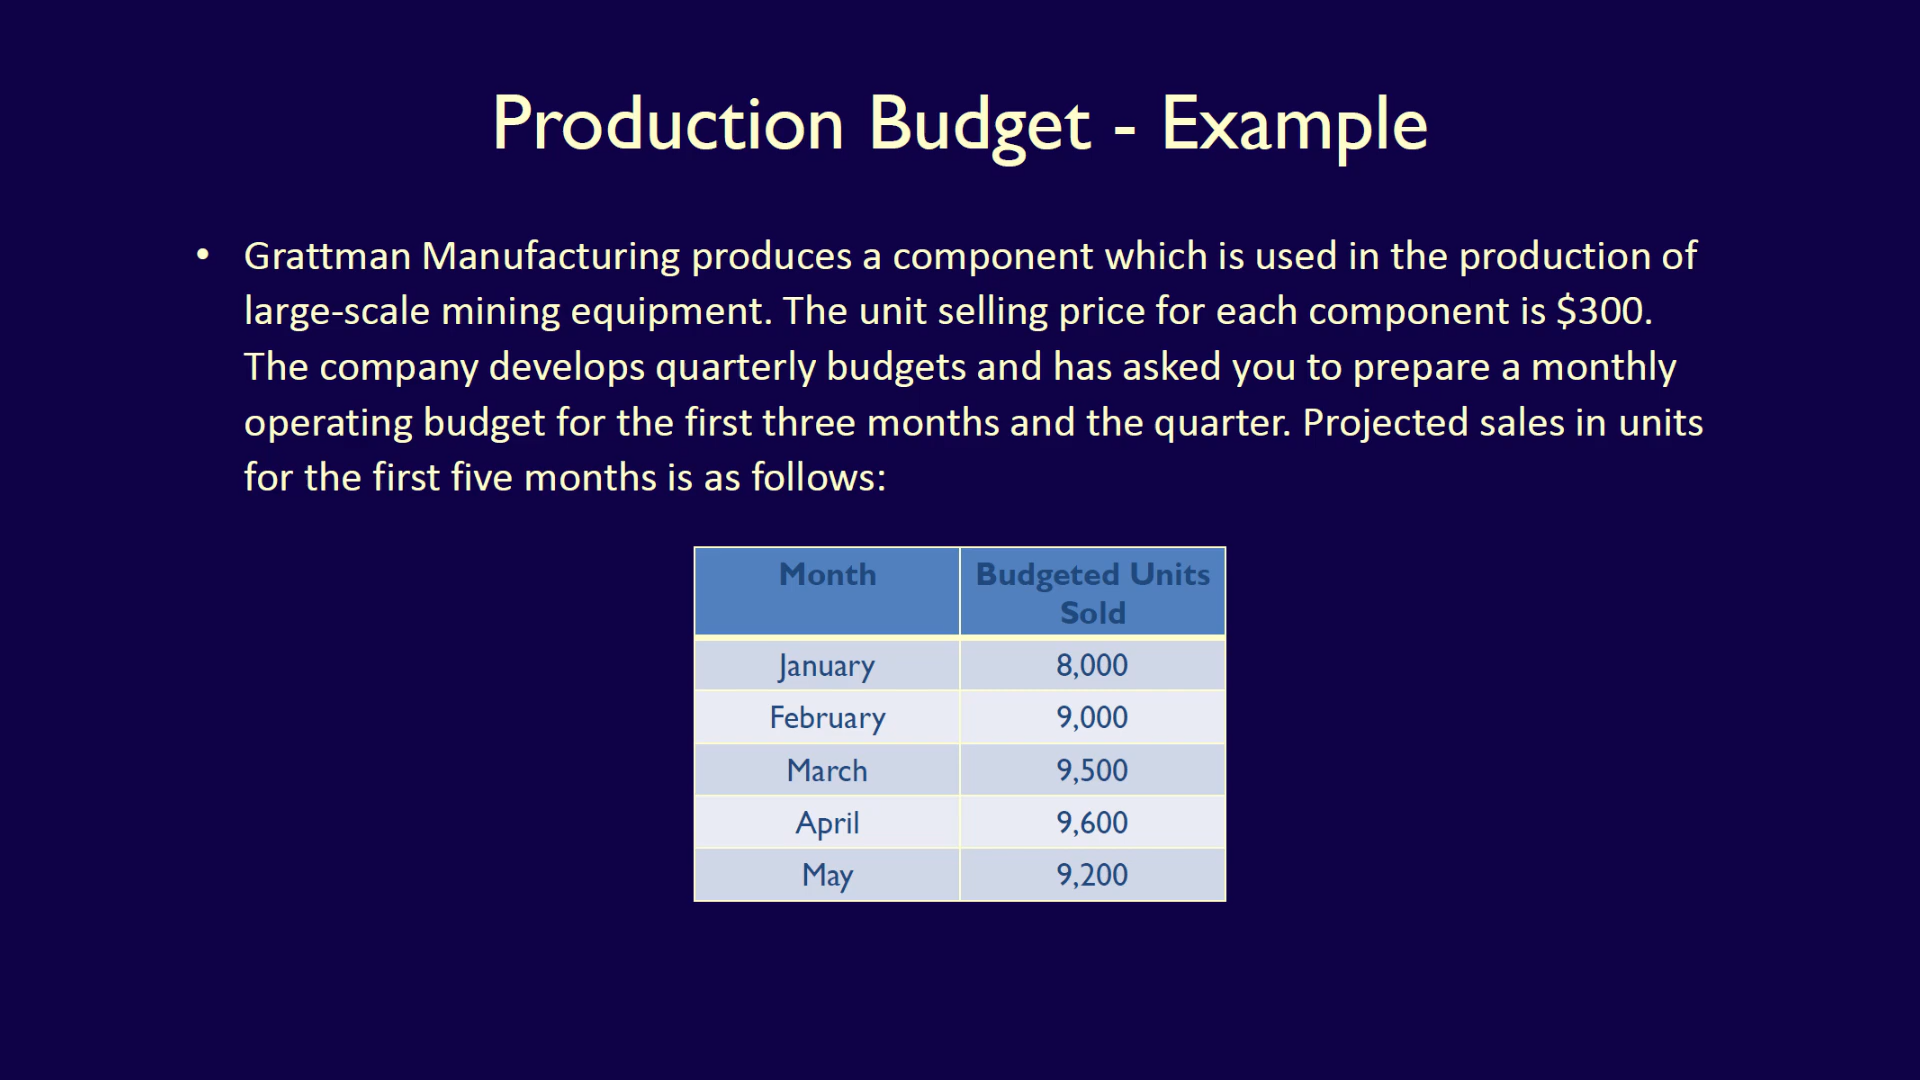 Production Budget - Example
• Grattman Manufacturing produces a component which is used in the production of
large-scale mining equipment. The unit selling price for each component is $300.
The company develops quarterly budgets and has asked you to prepare a monthly
operating budget for the first three months and the quarter. Projected sales in units
for the first five months is as follows:
Month Budgeted Units
Sold
January 8,000
February 9,000
March 9,500
April 9,600
May 9,200